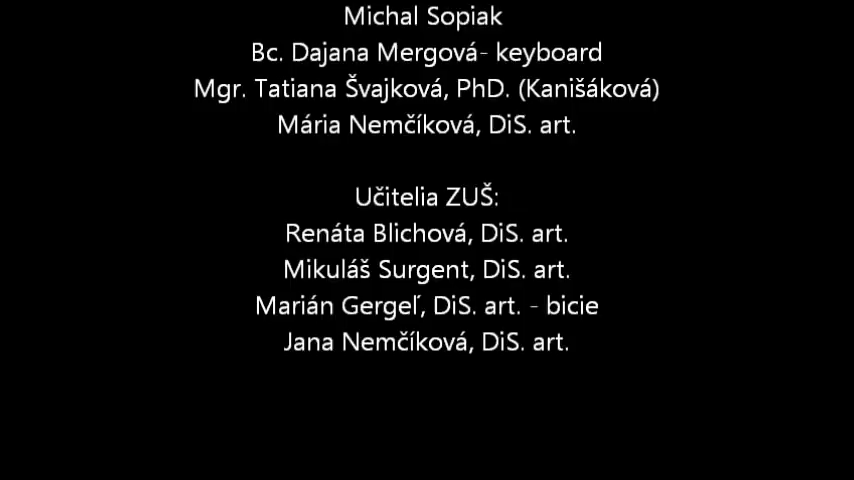 Michal Sopiak
Bc. Dajana Mergová- keyboard
Mgr. Tatiana Švajková, PhD. (Kanišáková)
Mária Nemčíková, DiS. art.
Učitelia ZUŠ:
Renáta Blichová, DiS. art.
Mikuláš Surgent, DiS. art.
Marián Gergeľ, DiS. art. - bicie
Jana Nemčíková, DiS. art.